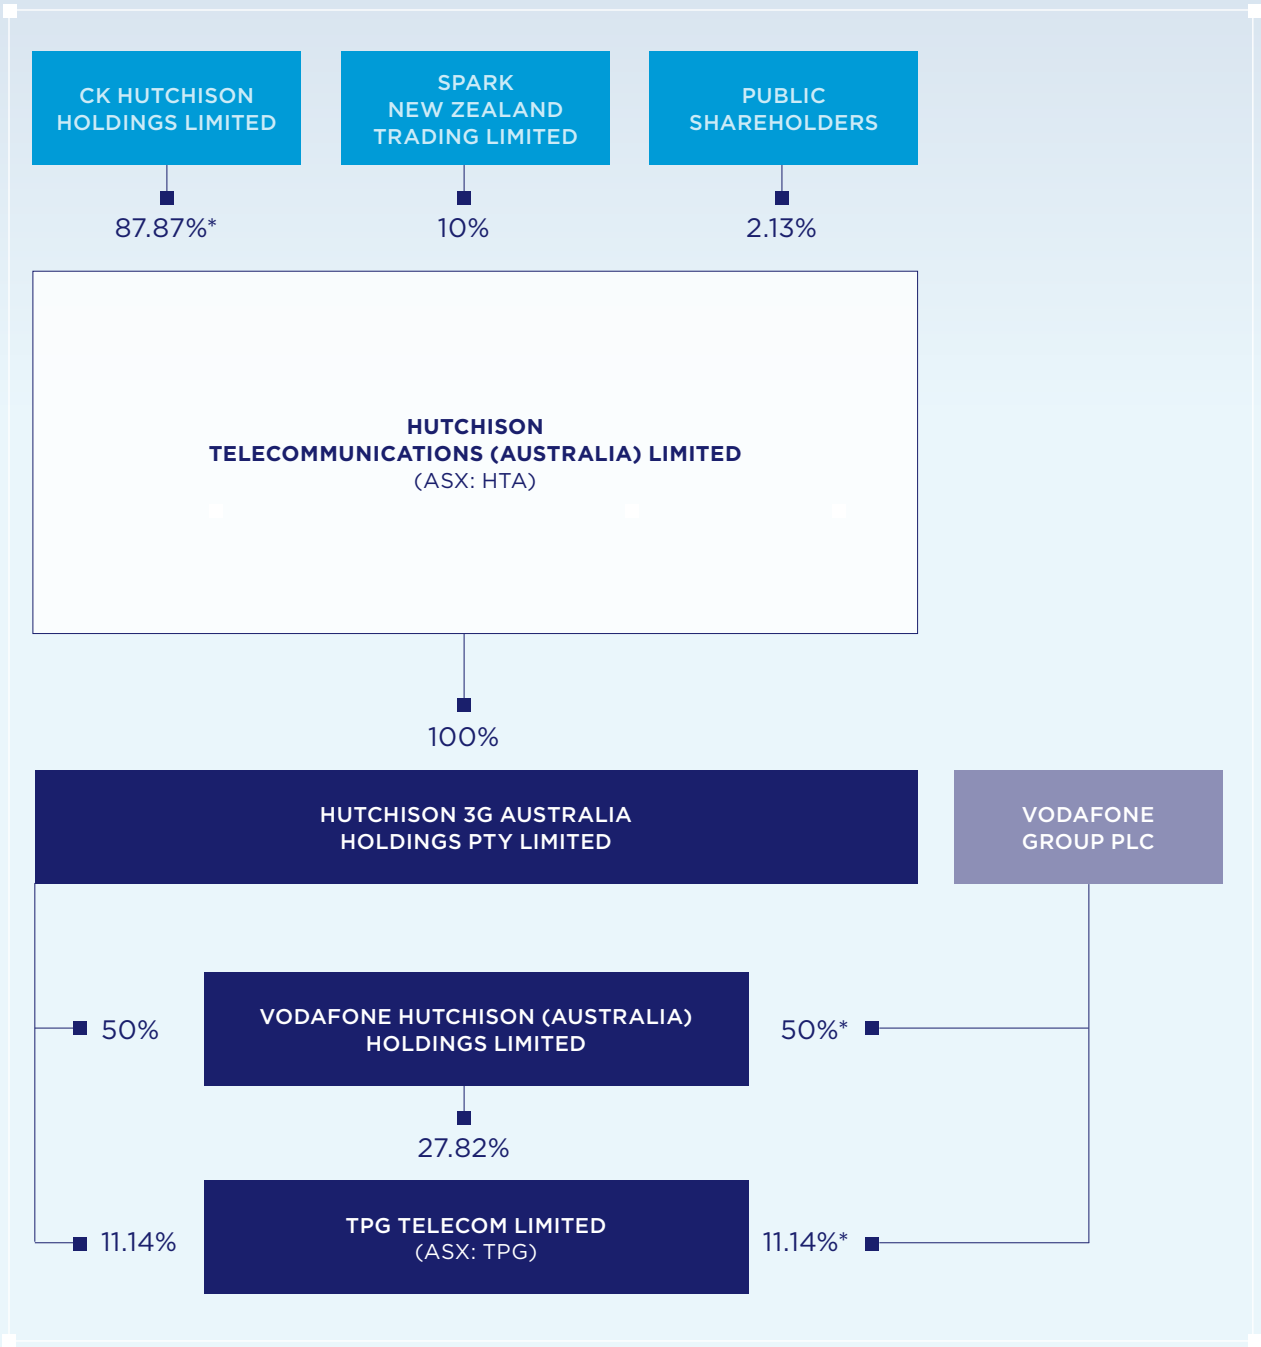 CK HUTCHISON
HOLDINGS LIMITED
SPARK
NEW ZEALAND
TRADING LIMITED
PUBLIC
SHAREHOLDERS
87.87%*
10%
2.13%
HUTCHISON
TELECOMMUNICATIONS (AUSTRALIA) LIMITED
(ASX: HTA)
100%
HUTCHISON 3G AUSTRALIA
HOLDINGS PTY LIMITED
VODAFONE
GROUP PLC
50%
VODAFONE HUTCHISON (AUSTRALIA)
HOLDINGS LIMITED
50%*
27.82%
11.14%
TPG TELECOM LIMITED
(ASX: TPG)
11.14%*